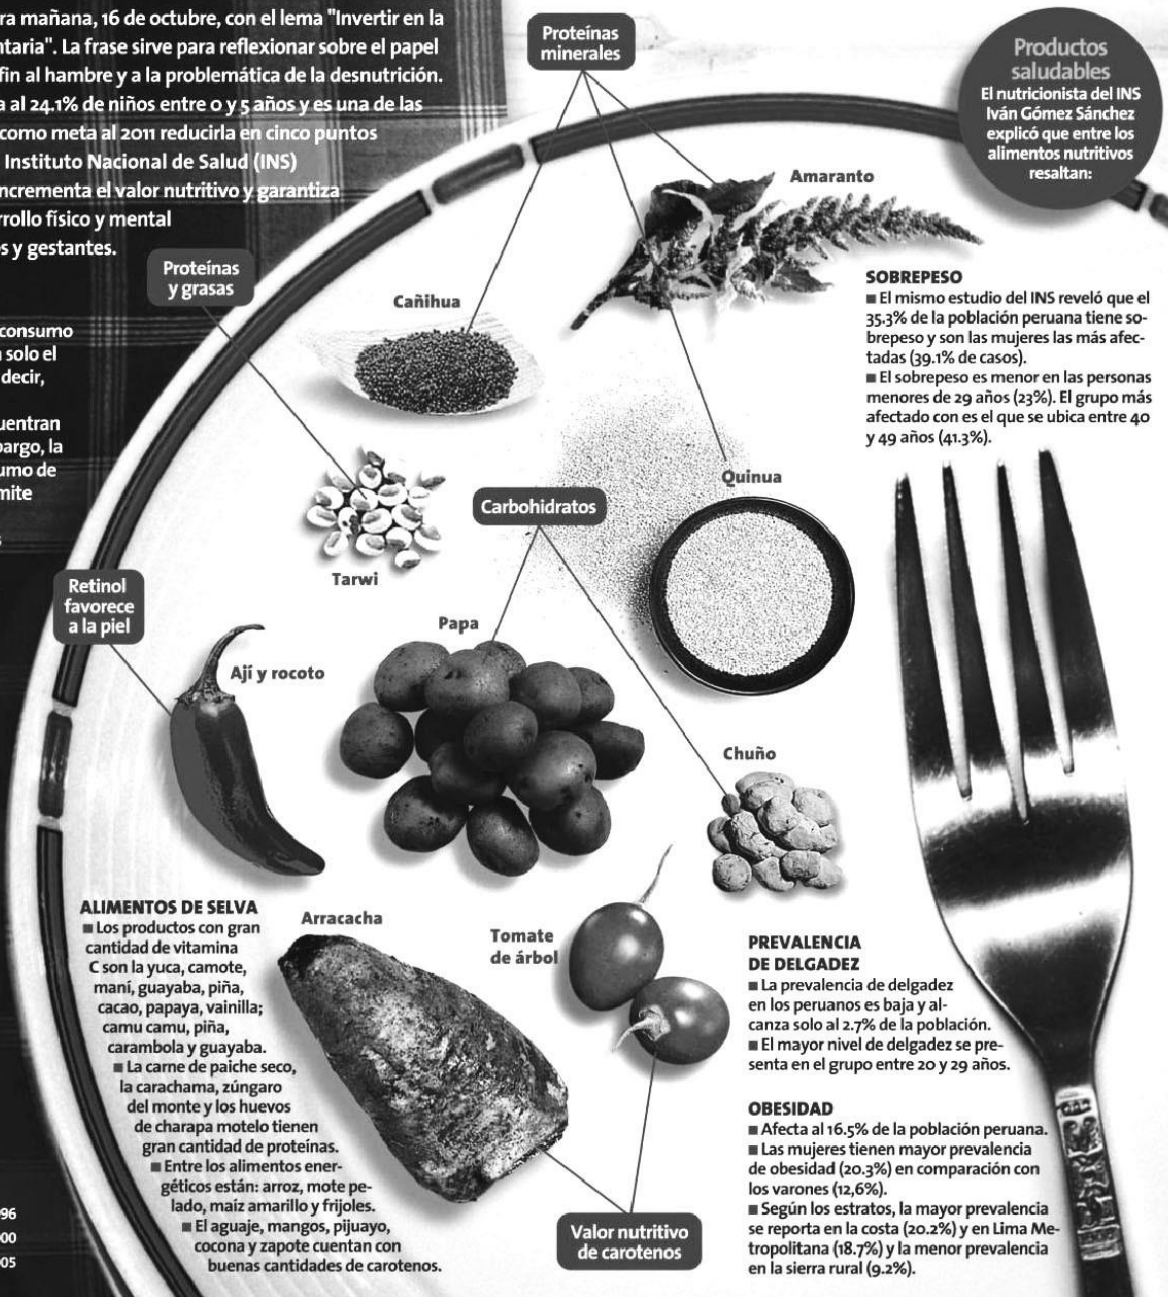 ra mañana, 16 de octubre, con el lema "Invertir en la
ntaria". La frase sirve para reflexionar sobre el papel
fin al hambre y a la problemática de la desnutrición.
a al 24.1% de niños entre 0 y 5 años y es una de las
como meta al 2011 reducirla en cinco puntos
Instituto Nacional de Salud (INS)
ncrementa el valor nutritivo y garantiza
rrollo físico y mental
s y gestantes.
consumo
solo el
decir,
uentran
bargo, la
umo de
mite
s
96
00
05
Proteínas
minerales
Productos
saludables
El nutricionista del INS
Iván Gómez Sánchez
explicó que entre los
alimentos nutritivos
resaltan:
Amaranto
Proteínas
y grasas
Cañihua
SOBREPESO
■ El mismo estudio del INS reveló que el
35.3% de la población peruana tiene so-
brepeso y son las mujeres las más afec-
tadas (39.1% de casos).
■ El sobrepeso es menor en las personas
menores de 29 años (23%). El grupo más
afectado con es el que se ubica entre 40
y 49 años (41.3%).
Quinua
Carbohidratos
Tarwi
Retinol
favorece
a la piel
Papa
Ají y rocoto
Chuño
ALIMENTOS DE SELVA
■ Los productos con gran
cantidad de vitamina
C son la yuca, camote,
maní, guayaba, piña,
cacao, papaya, vainilla;
camu camu, piña,
carambola y guayaba.
■ La carne de paiche seco,
la carachama, zúngaro
del monte y los huevos
de charapa motelo tienen
gran cantidad de proteínas.
■ Entre los alimentos ener-
géticos están: arroz, mote pe-
lado, maíz amarillo y frijoles.
■ El aguaje, mangos, pijuayo,
cocona y zapote cuentan con
buenas cantidades de carotenos.
Arracacha
Tomate
de árbol
Valor nutritivo
de carotenos
PREVALENCIA
DE DELGADEZ
■ La prevalencia de delgadez
en los peruanos es baja y al-
canza solo al 2.7% de la población.
■ El mayor nivel de delgadez se pre-
senta en el grupo entre 20 y 29 años.
OBESIDAD
■ Afecta al 16.5% de la población peruana.
■ Las mujeres tienen mayor prevalencia
de obesidad (20.3%) en comparación con
los varones (12,6%).
■ Según los estratos, la mayor prevalencia
se reporta en la costa (20.2%) y en Lima Me-
tropolitana (18.7%) y la menor prevalencia
en la sierra rural (9.2%).